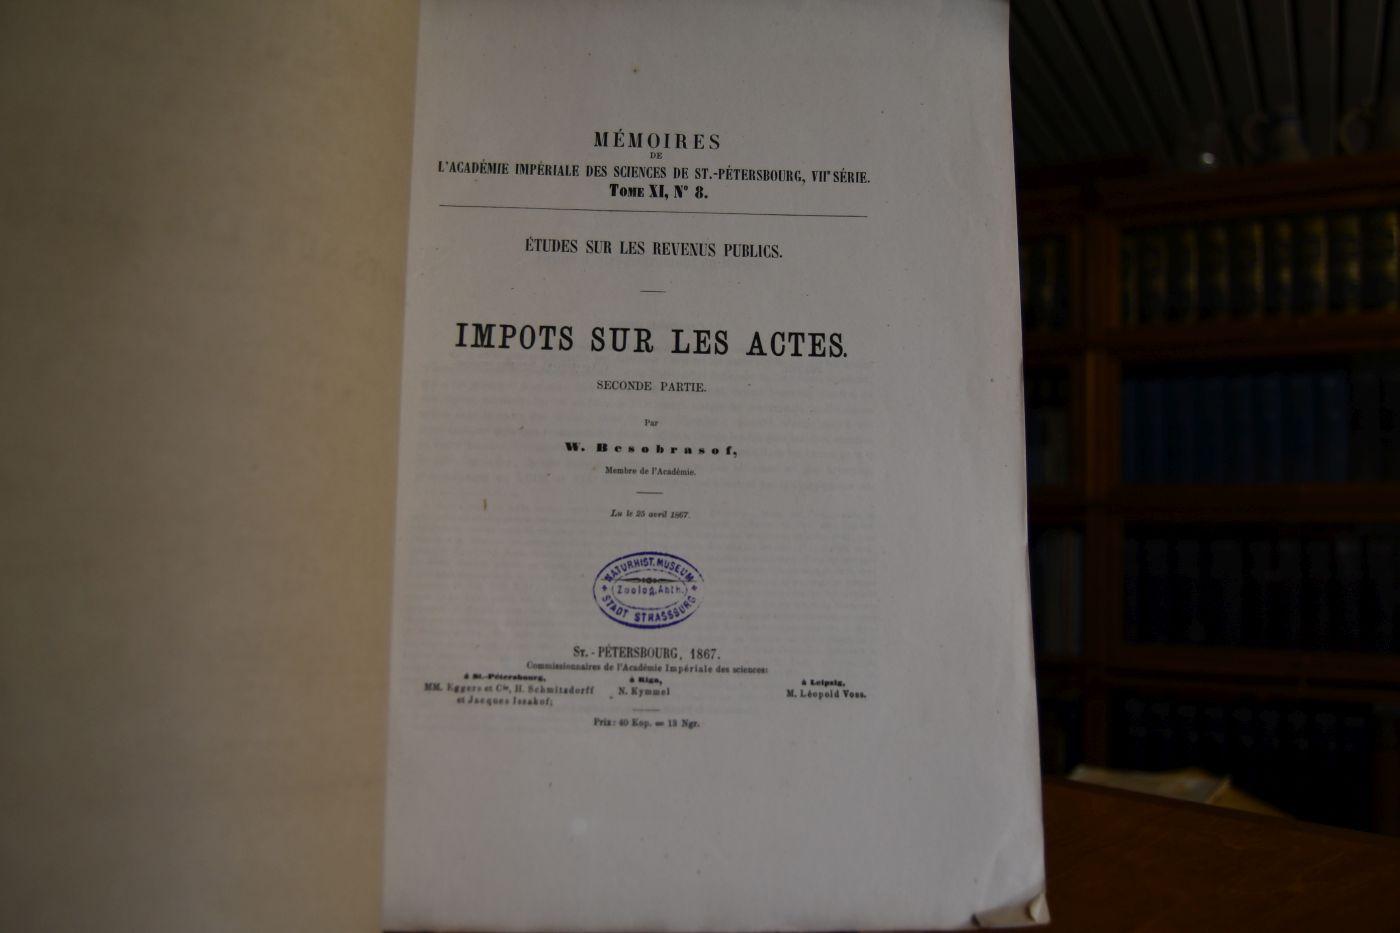 MÉMOIRES
DE
L'ACADÉMIE IMPÉRIALE DES SCIENCES DE ST.-PÉTERSBOURG, VIIᵉ SÉRIE.
TOME XI, Nº 8.
ÉTUDES SUR LES REVENUS PUBLICS.
IMPOTS SUR LES ACTES.
SECONDE PARTIE.
Par
W. Besobrasof,
Membre de l'Académie.
Lu le 25 avril 1867.
NATURHIST. MUSEUM
(Zoolog. Anth.)
STADT STRASSBURG
ST.-PÉTERSBOURG, 1867.
Commissionnaires de l'Académie Impériale des sciences:
à St.-Pétersbourg, à Riga, à Leipzig,
MM. Eggers et Cⁱᵉ, H. Schmitzdorff N. Kymmel M. Léopold Voss.
et Jacques Issakof;
Prix: 40 Kop. = 13 Ngr.